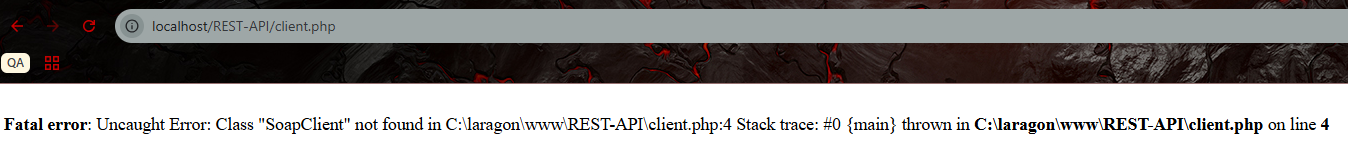 localhost/REST-API/client.php
QA
Fatal error: Uncaught Error: Class "SoapClient" not found in C:\laragon\www\REST-API\client.php:4 Stack trace: #0 {main} thrown in C:\laragon\www\REST-API\client.php on line 4